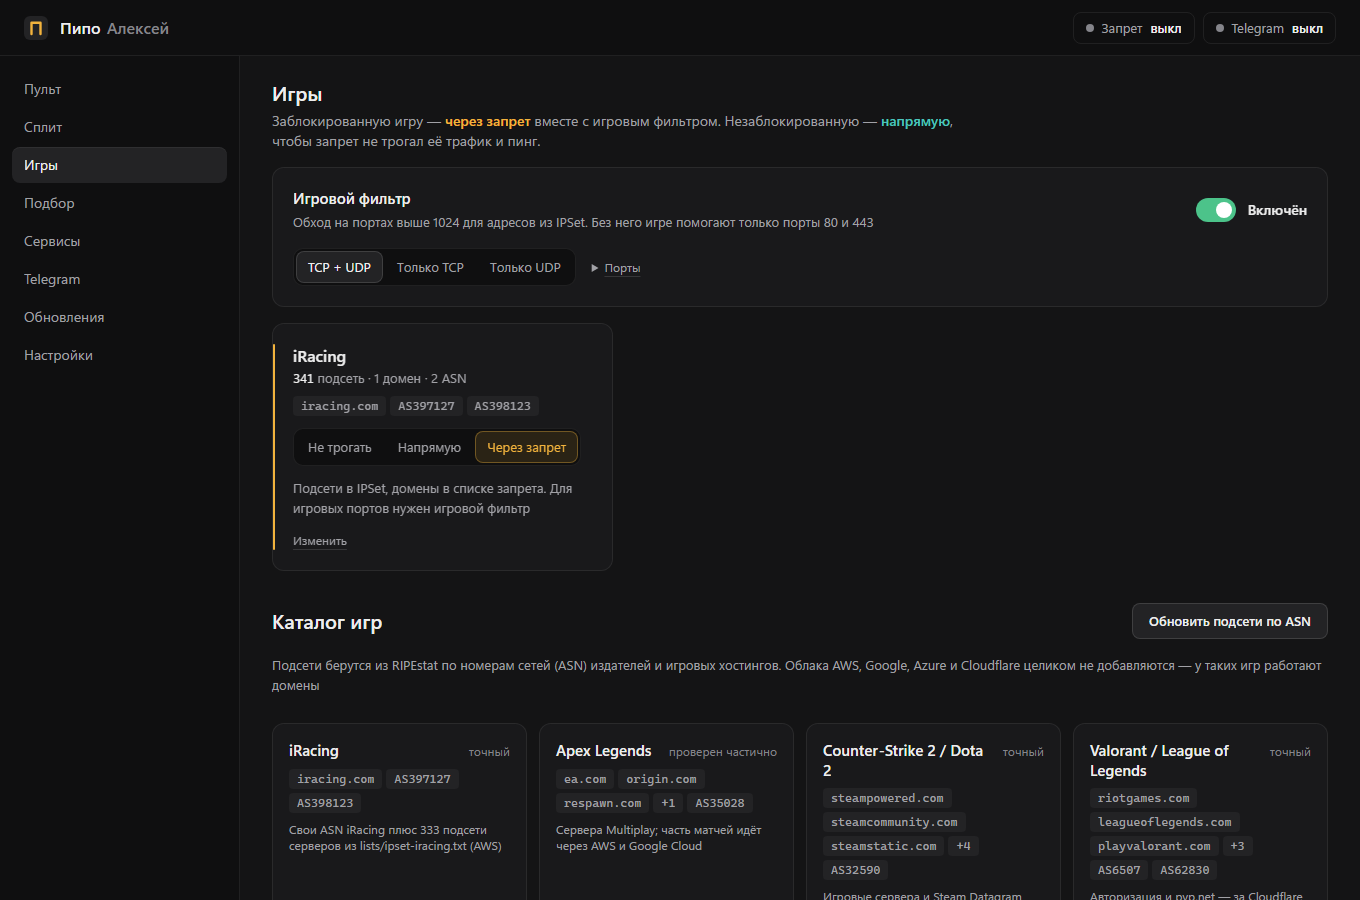 П Пипо Алексей
Запрет выкл
Telegram выкл
Пульт
Сплит
Игры
Подбор
Сервисы
Telegram
Обновления
Настройки
Игры
Заблокированную игру — через запрет вместе с игровым фильтром. Незаблокированную — напрямую,
чтобы запрет не трогал её трафик и пинг.
Игровой фильтр
Обход на портах выше 1024 для адресов из IPSet. Без него игре помогают только порты 80 и 443
Включён
TCP + UDP Только TCP Только UDP ▶ Порты
iRacing
341 подсеть · 1 домен · 2 ASN
iracing.com AS397127 AS398123
Не трогать Напрямую Через запрет
Подсети в IPSet, домены в списке запрета. Для
игровых портов нужен игровой фильтр
Изменить
Каталог игр
Обновить подсети по ASN
Подсети берутся из RIPEstat по номерам сетей (ASN) издателей и игровых хостингов. Облака AWS, Google, Azure и Cloudflare целиком не добавляются — у таких игр работают
домены
iRacing точный
iracing.com AS397127
AS398123
Свои ASN iRacing плюс 333 подсети
серверов из lists/ipset-iracing.txt (AWS)
Apex Legends проверен частично
ea.com origin.com
respawn.com +1 AS35028
Сервера Multiplay; часть матчей идёт
через AWS и Google Cloud
Counter-Strike 2 / Dota
2
точный
steampowered.com
steamcommunity.com
steamstatic.com +4
AS32590
Игровые сервера и Steam Datagram
Valorant / League of
Legends
точный
riotgames.com
leagueoflegends.com
playvalorant.com +3
AS6507 AS62830
Авторизация и pvp.net — за Cloudflare